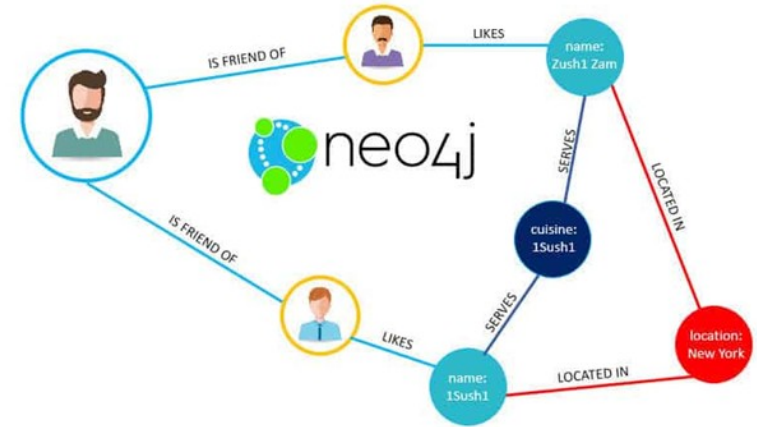 IS FRIEND OF
LIKES
name:
Zush1 Zam
neo4j
SERVES
LOCATED IN
cuisine:
1Sush1
IS FRIEND OF
SERVES
LIKES
location:
New York
name:
1Sush1
LOCATED IN